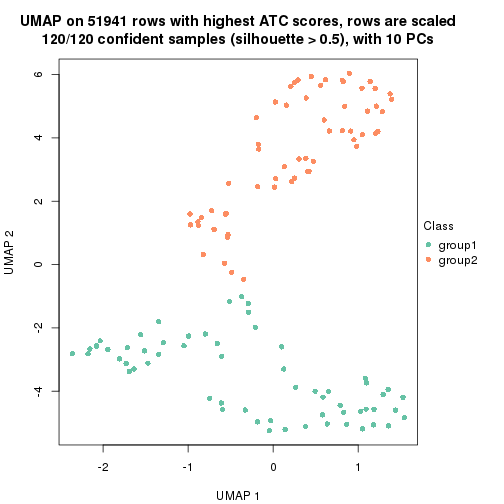 UMAP on 51941 rows with highest ATC scores, rows are scaled
120/120 confident samples (silhouette > 0.5), with 10 PCs
6
4
2
0
-2
-4
UMAP 2
-2
-1
0
1
UMAP 1
Class
group1
group2